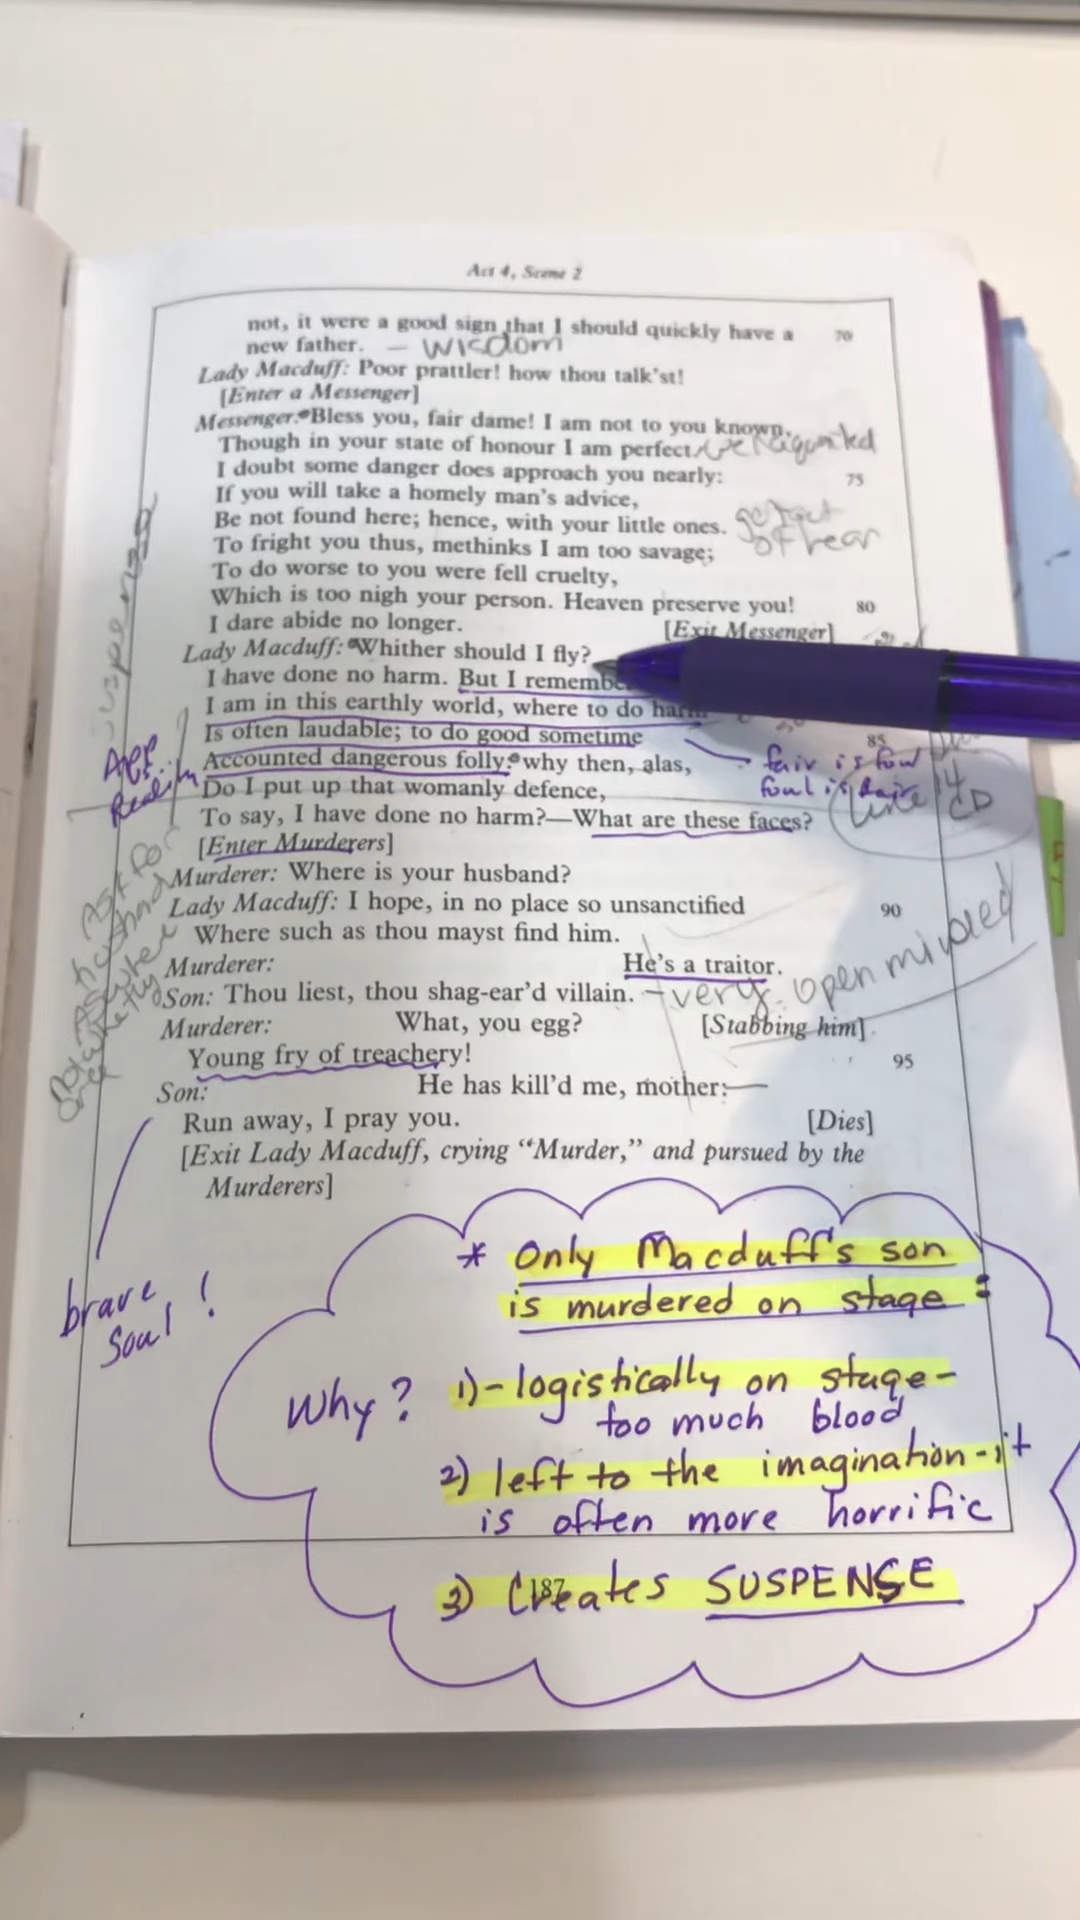 Act 4, Scene 2
not, it were a good sign that I should quickly have a 70
new father. – wisdom
Lady Macduff: Poor prattler! how thou talk'st!
[Enter a Messenger]
Messenger: Bless you, fair dame! I am not to you known,
Though in your state of honour I am perfect.
I doubt some danger does approach you nearly: 75
If you will take a homely man's advice,
Be not found here; hence, with your little ones.
To fright you thus, methinks I am too savage;
To do worse to you were fell cruelty,
Which is too nigh your person. Heaven preserve you! 80
I dare abide no longer. [Exit Messenger]
Lady Macduff: Whither should I fly?
I have done no harm. But I rememb
I am in this earthly world, where to do harm
Is often laudable; to do good sometime 85
Accounted dangerous folly: why then, alas,
fair is foul
foul is fair
Do I put up that womanly defence,
Line 14
CD
To say, I have done no harm?—What are these faces?
[Enter Murderers]
Murderer: Where is your husband?
Lady Macduff: I hope, in no place so unsanctified 90
Where such as thou mayst find him.
Murderer: He's a traitor.
Son: Thou liest, thou shag-ear'd villain. – very open minded
Murderer: What, you egg? [Stabbing him]
Young fry of treachery! 95
Son: He has kill'd me, mother:—
Run away, I pray you. [Dies]
[Exit Lady Macduff, crying “Murder,” and pursued by the
Murderers]
suspense
brave
soul!
* Only Macduff's son
is murdered on stage:
Why? 1) - logistically on stage -
too much blood
2) left to the imagination - it
is often more horrific
3) Creates SUSPENSE
187